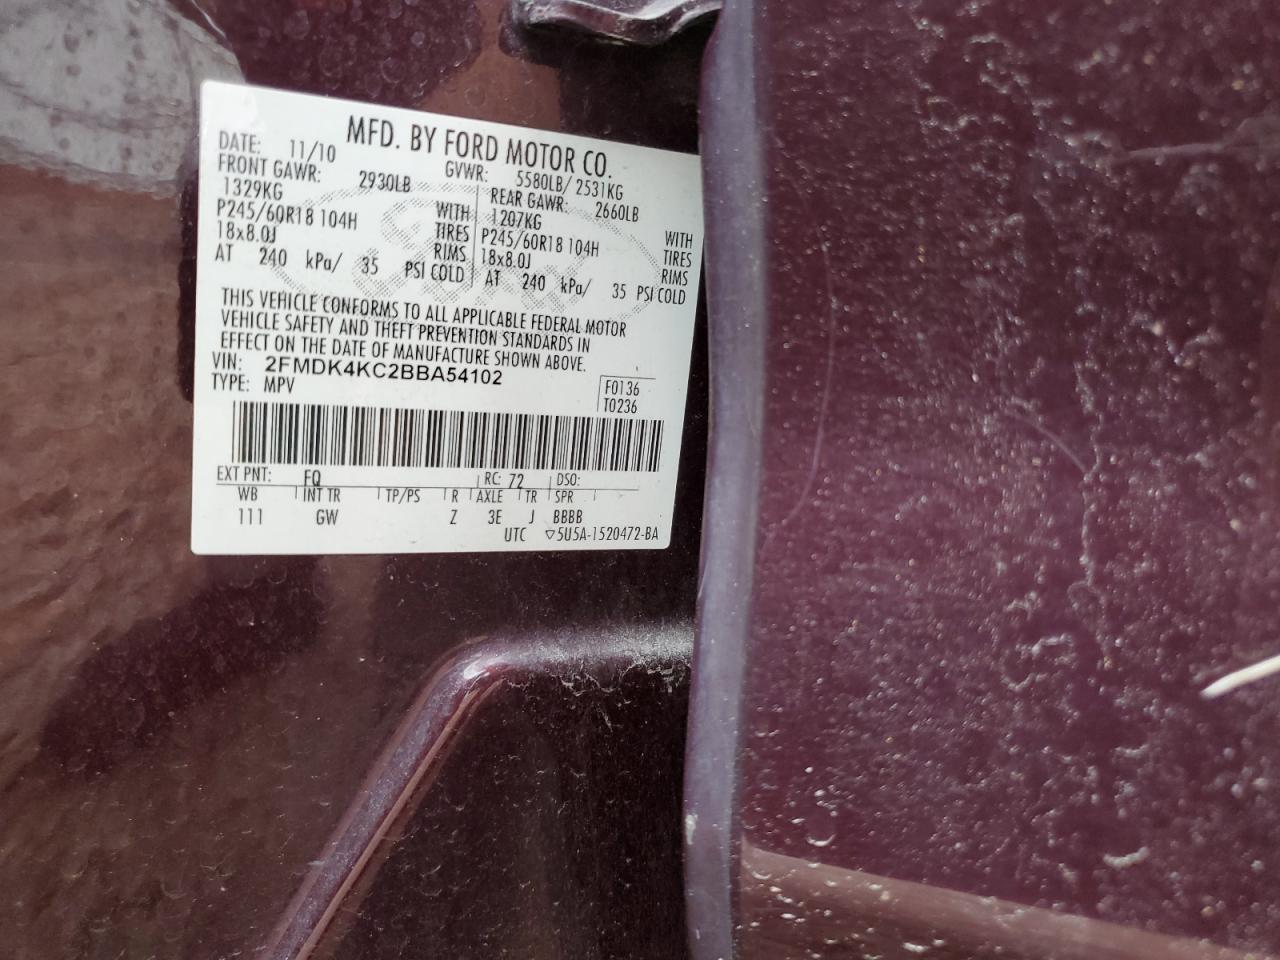 MFD. BY FORD MOTOR CO.
DATE: 11/10 GVWR: 5580LB/ 2531KG
FRONT GAWR: 2930LB REAR GAWR: 2660LB
1329KG WITH 1207KG WITH
P245/60R18 104H TIRES P245/60R18 104H TIRES
18x8.0J RIMS 18x8.0J RIMS
AT 240 kPa/ 35 PSI COLD AT 240 kPa/ 35 PSI COLD
THIS VEHICLE CONFORMS TO ALL APPLICABLE FEDERAL MOTOR
VEHICLE SAFETY AND THEFT PREVENTION STANDARDS IN
EFFECT ON THE DATE OF MANUFACTURE SHOWN ABOVE.
VIN: 2FMDK4KC2BBA54102
TYPE: MPV F0136
T0236
EXT PNT: FQ RC: 72 DSO:
WB INT TR TP/PS R AXLE TR SPR
111 GW Z 3E J BBBB
UTC ▽5U5A-1520472-BA
Ford